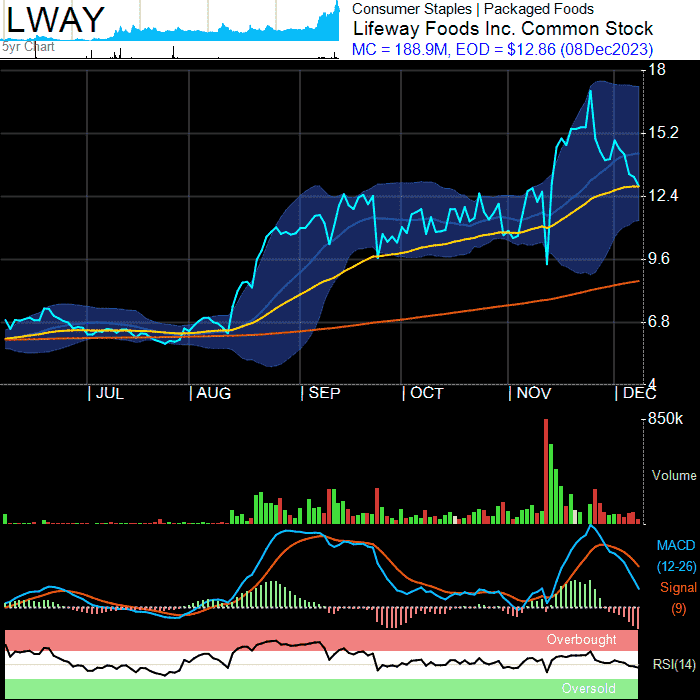 LWAY
5yr Chart
Consumer Staples | Packaged Foods
Lifeway Foods Inc. Common Stock
MC = 188.9M, EOD = $12.86 (08Dec2023)
18
15.2
12.4
9.6
6.8
4
| JUL | AUG | SEP | OCT | NOV | DEC
850k
Volume
MACD
(12-26)
Signal
(9)
Overbought
RSI(14)
Oversold